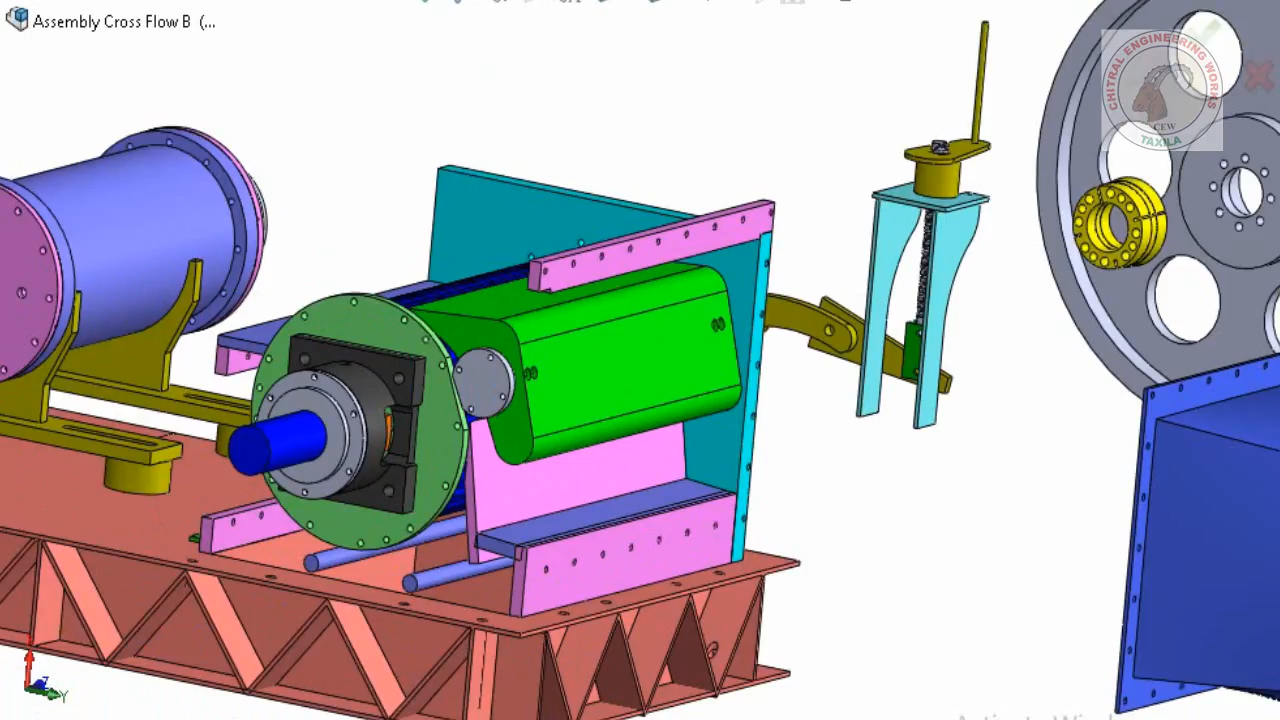 Assembly Cross Flow B (...
CHITRAL ENGINEERING WORKS
CEW
TAXILA
Z
Y